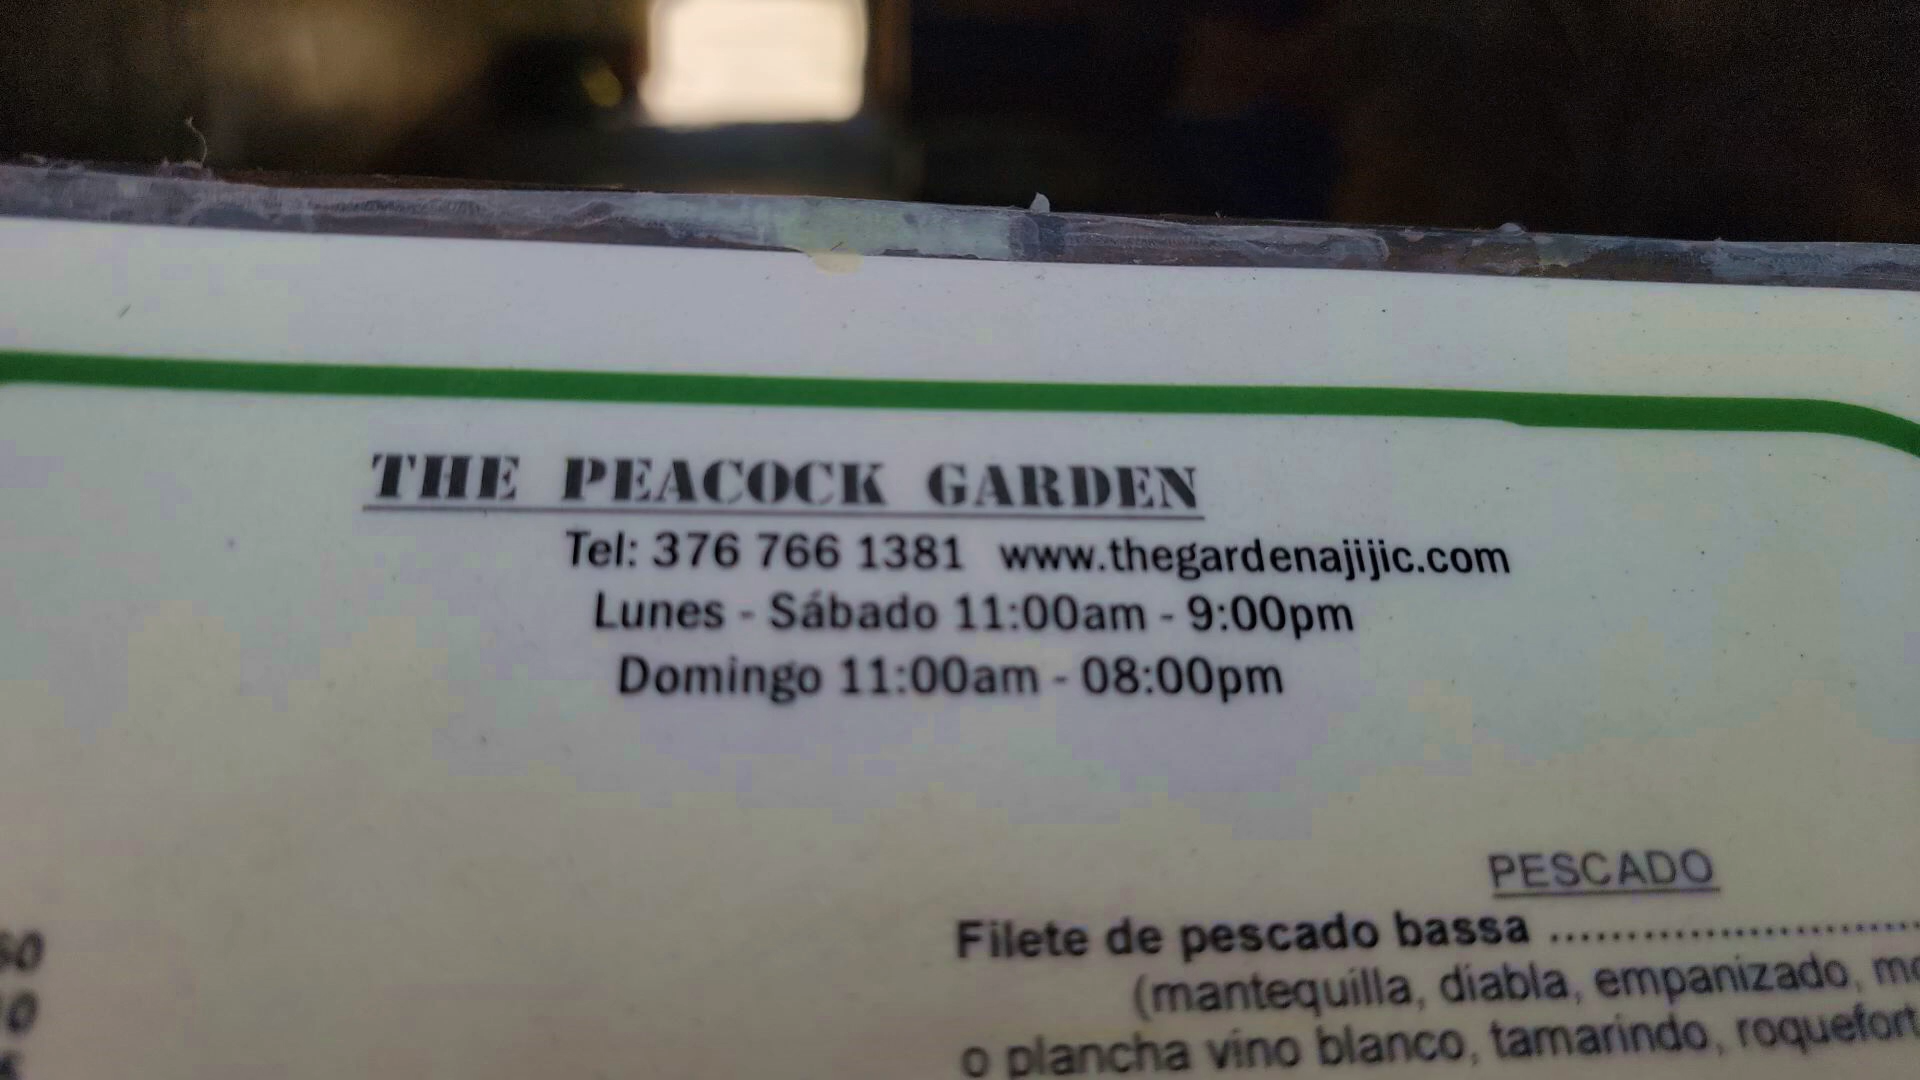 THE PEACOCK GARDEN
Tel: 376 766 1381 www.thegardenajijic.com
Lunes - Sábado 11:00am - 9:00pm
Domingo 11:00am - 08:00pm
PESCADO
Filete de pescado bassa ........................
(mantequilla, diabla, empanizado,
o plancha vino blanco, tamarindo, roquefort